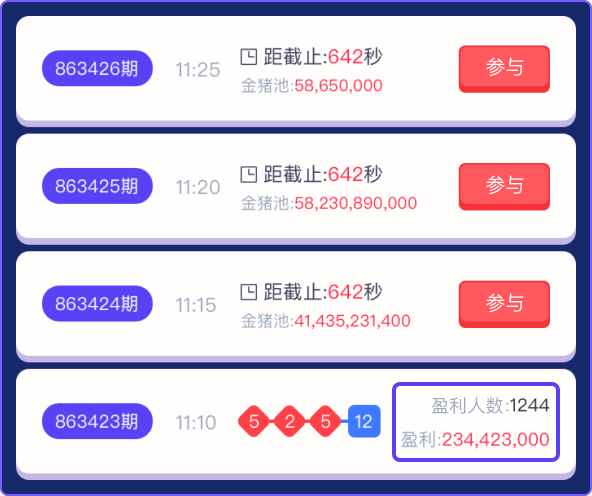 863426期 11:25 距截止:642秒 参与
金猪池:58,650,000
863425期 11:20 距截止:642秒 参与
金猪池:58,230,890,000
863424期 11:15 距截止:642秒 参与
金猪池:41,435,231,400
863423期 11:10 5 2 5 12 盈利人数:1244
盈利:234,423,000